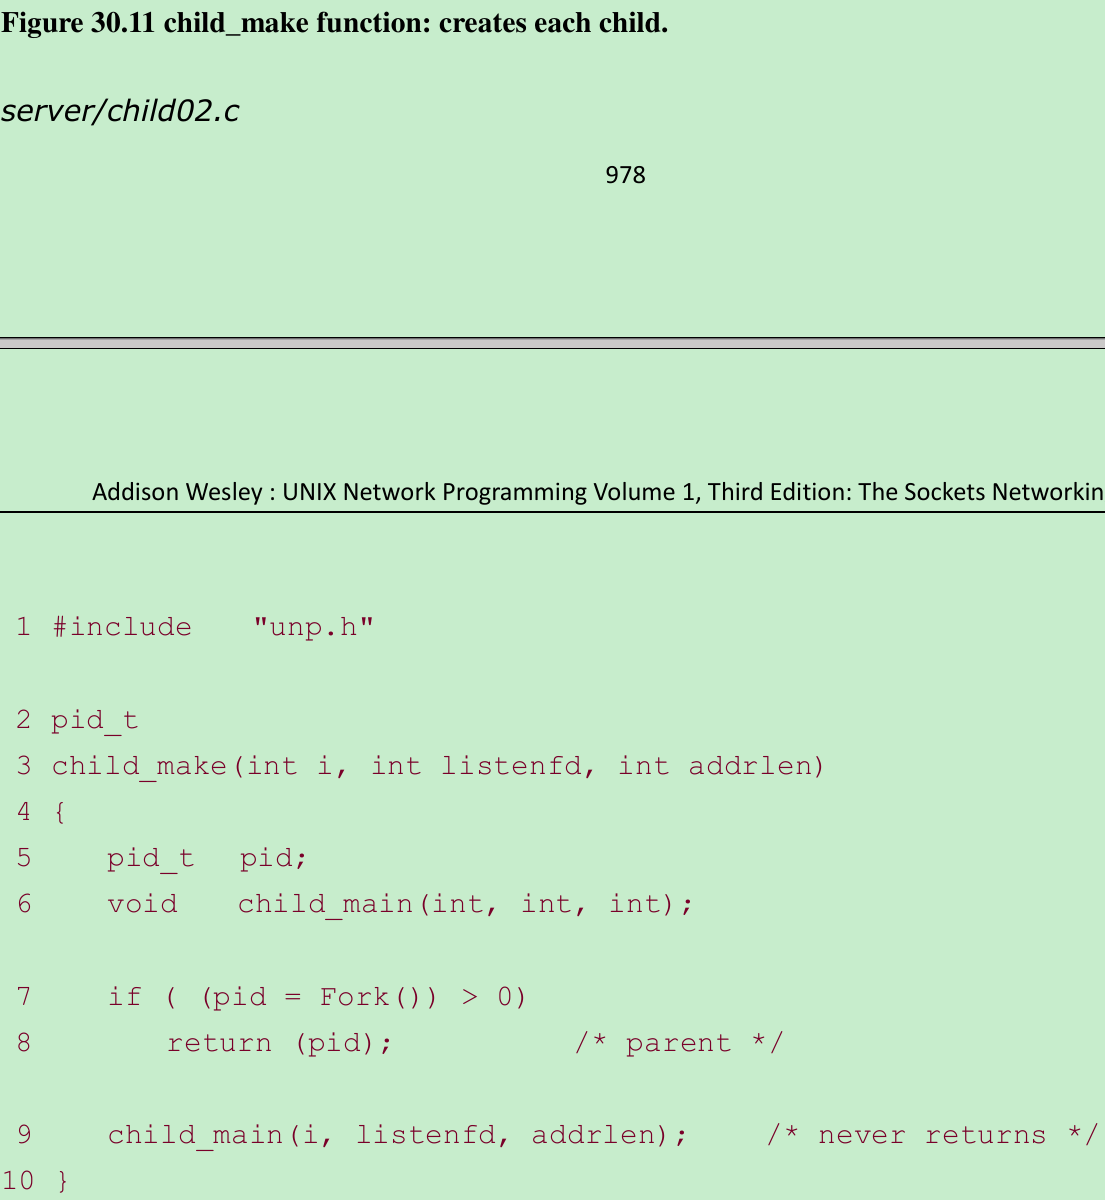 Figure 30.11 child_make function: creates each child.
server/child02.c
978
Addison Wesley : UNIX Network Programming Volume 1, Third Edition: The Sockets Networkin
1 #include "unp.h"
2 pid_t
3 child_make(int i, int listenfd, int addrlen)
4 {
5 pid_t pid;
6 void child_main(int, int, int);
7 if ( (pid = Fork()) > 0)
8 return (pid); /* parent */
9 child_main(i, listenfd, addrlen); /* never returns */
10 }